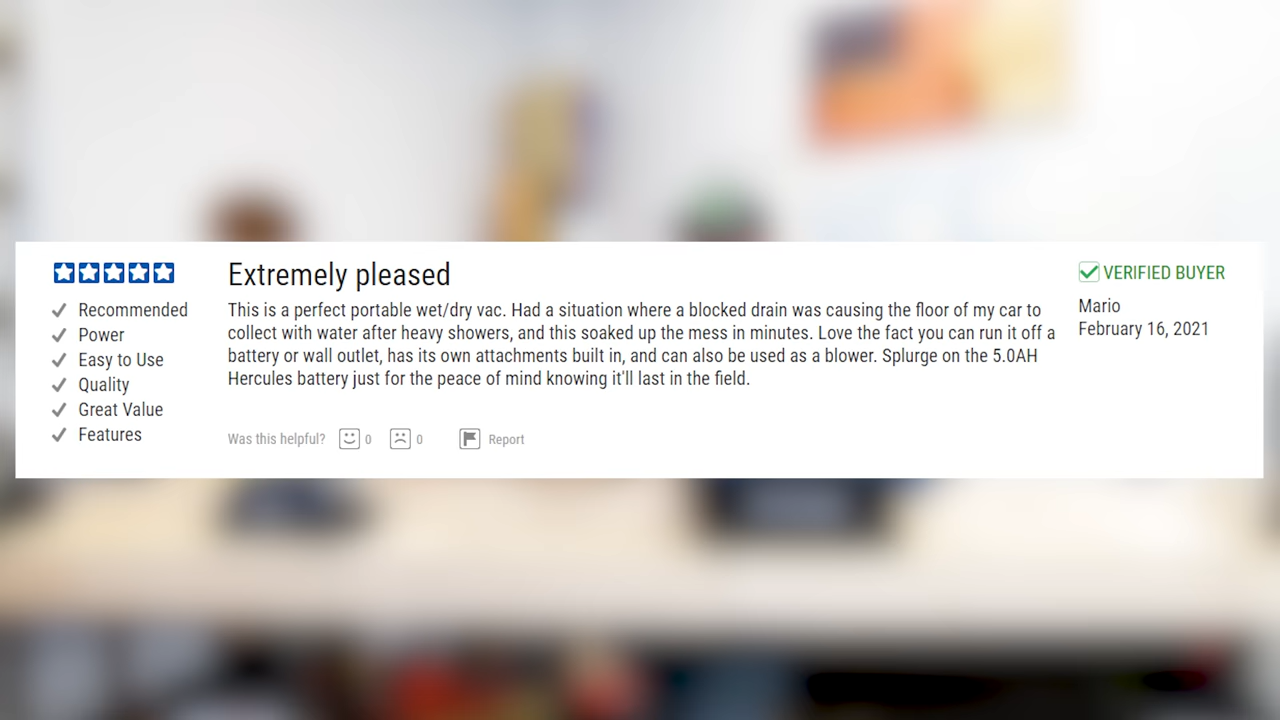 Extremely pleased
VERIFIED BUYER
Recommended
Power
Easy to Use
Quality
Great Value
Features
This is a perfect portable wet/dry vac. Had a situation where a blocked drain was causing the floor of my car to
collect with water after heavy showers, and this soaked up the mess in minutes. Love the fact you can run it off a
battery or wall outlet, has its own attachments built in, and can also be used as a blower. Splurge on the 5.0AH
Hercules battery just for the peace of mind knowing it'll last in the field.
Mario
February 16, 2021
Was this helpful? 0 0 Report